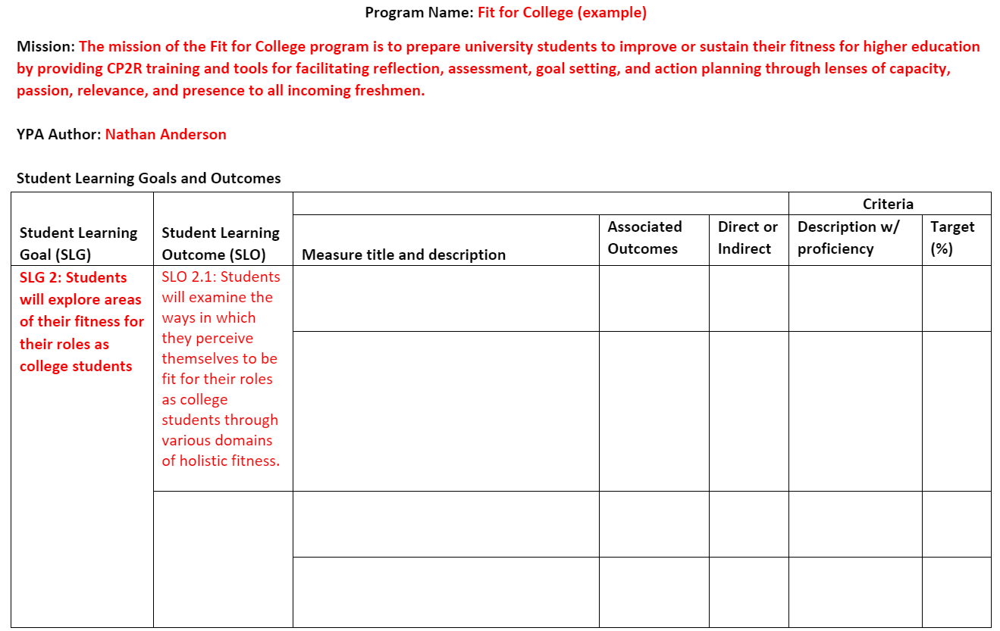 Program Name: Fit for College (example)
Mission: The mission of the Fit for College program is to prepare university students to improve or sustain their fitness for higher education
by providing CP2R training and tools for facilitating reflection, assessment, goal setting, and action planning through lenses of capacity,
passion, relevance, and presence to all incoming freshmen.
YPA Author: Nathan Anderson
Student Learning Goals and Outcomes
Student Learning
Goal (SLG)
Student Learning
Outcome (SLO)
Measure title and description
Associated
Outcomes
Direct or
Indirect
Criteria
Description w/
proficiency
Target
(%)
SLG 2: Students
will explore areas
of their fitness for
their roles as
college students
SLO 2.1: Students
will examine the
ways in which
they perceive
themselves to be
fit for their roles
as college
students through
various domains
of holistic fitness.